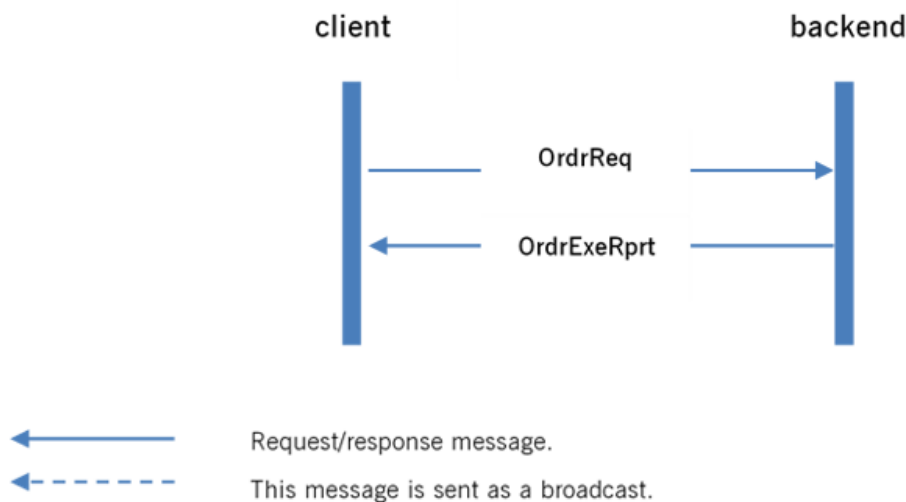 client backend
OrdrReq
OrdrExeRprt
Request/response message.
This message is sent as a broadcast.